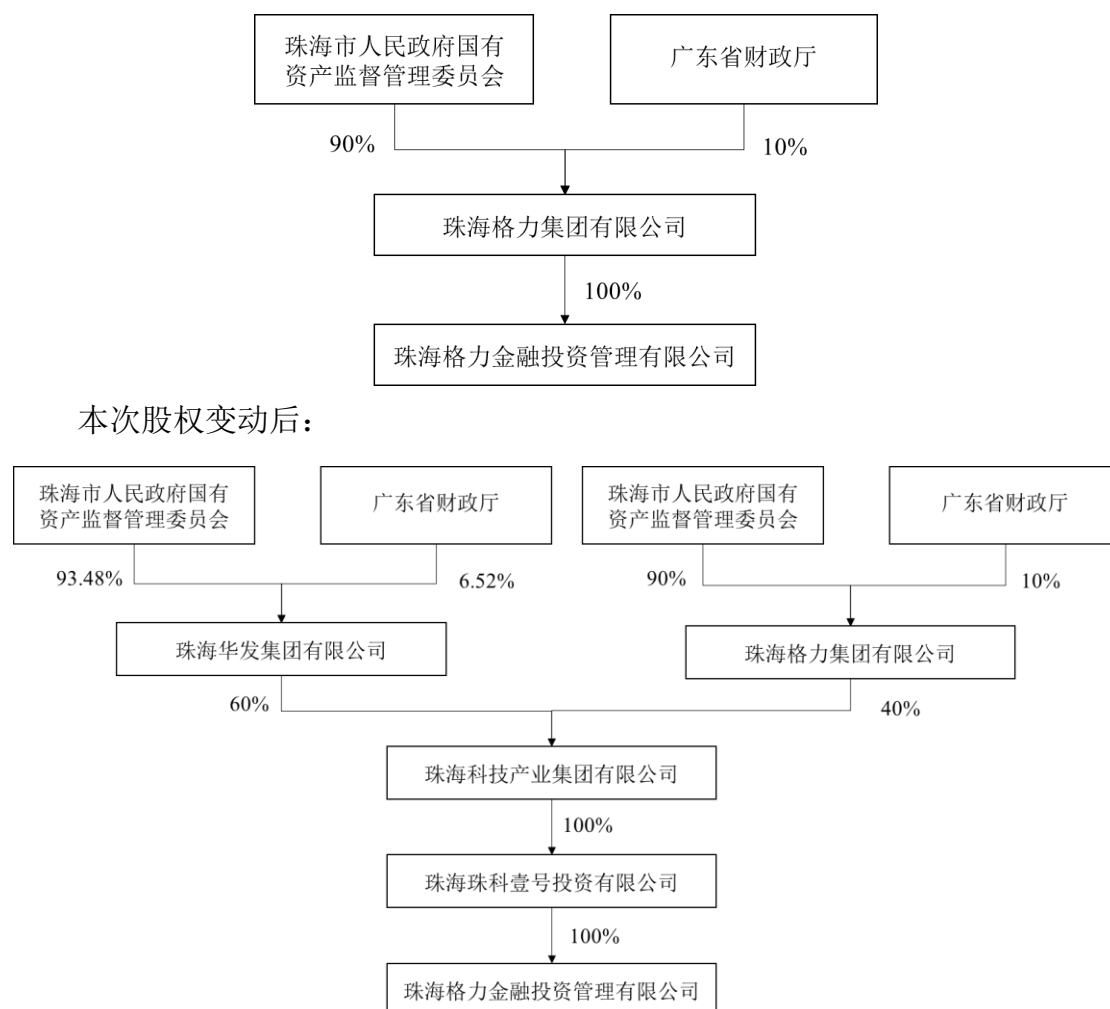 珠海市人民政府国有
资产监督管理委员会
广东省财政厅
90%
10%
珠海格力集团有限公司
100%
珠海格力金融投资管理有限公司
本次股权变动后：
珠海市人民政府国有
资产监督管理委员会
广东省财政厅
珠海市人民政府国有
资产监督管理委员会
广东省财政厅
93.48%
6.52%
90%
10%
珠海华发集团有限公司
珠海格力集团有限公司
60%
40%
珠海科技产业集团有限公司
100%
珠海珠科壹号投资有限公司
100%
珠海格力金融投资管理有限公司